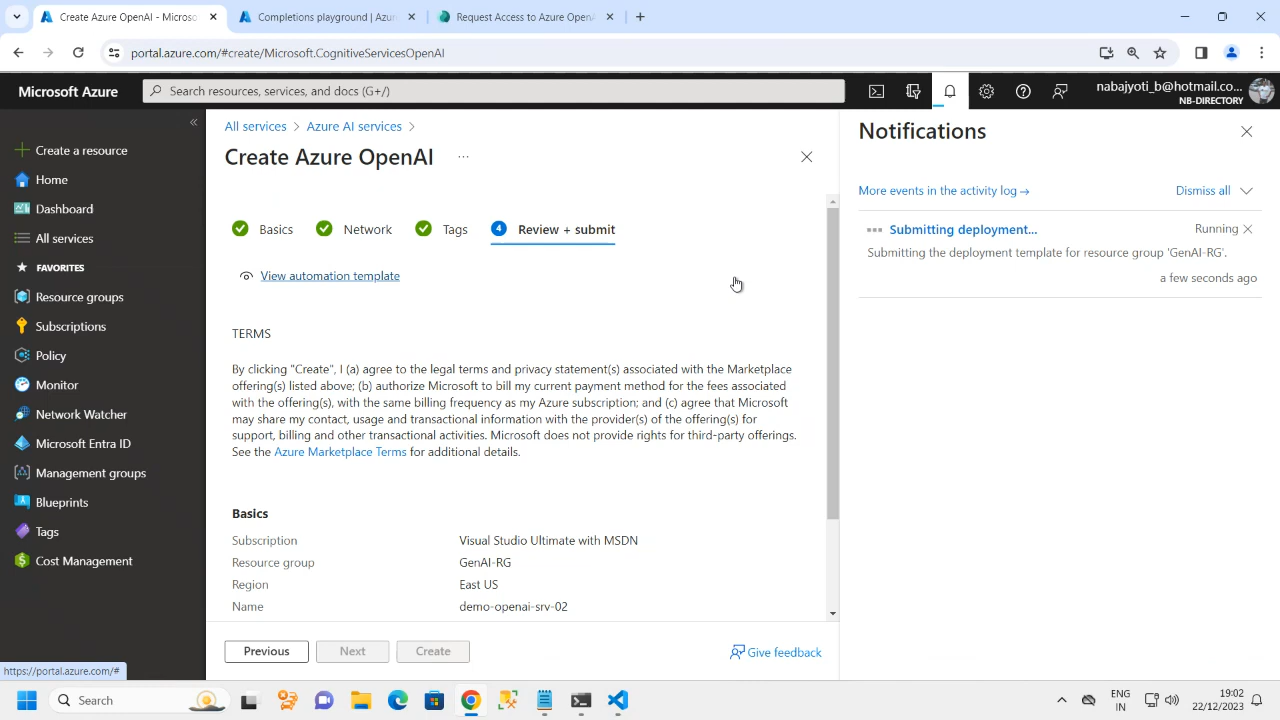 Create Azure OpenAI - Microso
Completions playground | Azur
Request Access to Azure OpenA
portal.azure.com/#create/Microsoft.CognitiveServicesOpenAI
Microsoft Azure
Search resources, services, and docs (G+/)
nabajyoti_b@hotmail.co...
NB-DIRECTORY
Create a resource
Home
Dashboard
All services
FAVORITES
Resource groups
Subscriptions
Policy
Monitor
Network Watcher
Microsoft Entra ID
Management groups
Blueprints
Tags
Cost Management
https://portal.azure.com/#
All services > Azure AI services >
Create Azure OpenAI ...
Basics Network Tags 4 Review + submit
View automation template
TERMS
By clicking "Create", I (a) agree to the legal terms and privacy statement(s) associated with the Marketplace
offering(s) listed above; (b) authorize Microsoft to bill my current payment method for the fees associated
with the offering(s), with the same billing frequency as my Azure subscription; and (c) agree that Microsoft
may share my contact, usage and transactional information with the provider(s) of the offering(s) for
support, billing and other transactional activities. Microsoft does not provide rights for third-party offerings.
See the Azure Marketplace Terms for additional details.
Basics
Subscription Visual Studio Ultimate with MSDN
Resource group GenAI-RG
Region East US
Name demo-openai-srv-02
Previous Next Create Give feedback
Notifications
More events in the activity log → Dismiss all
Submitting deployment... Running
Submitting the deployment template for resource group 'GenAI-RG'.
a few seconds ago
Search
ENG
IN
19:02
22/12/2023